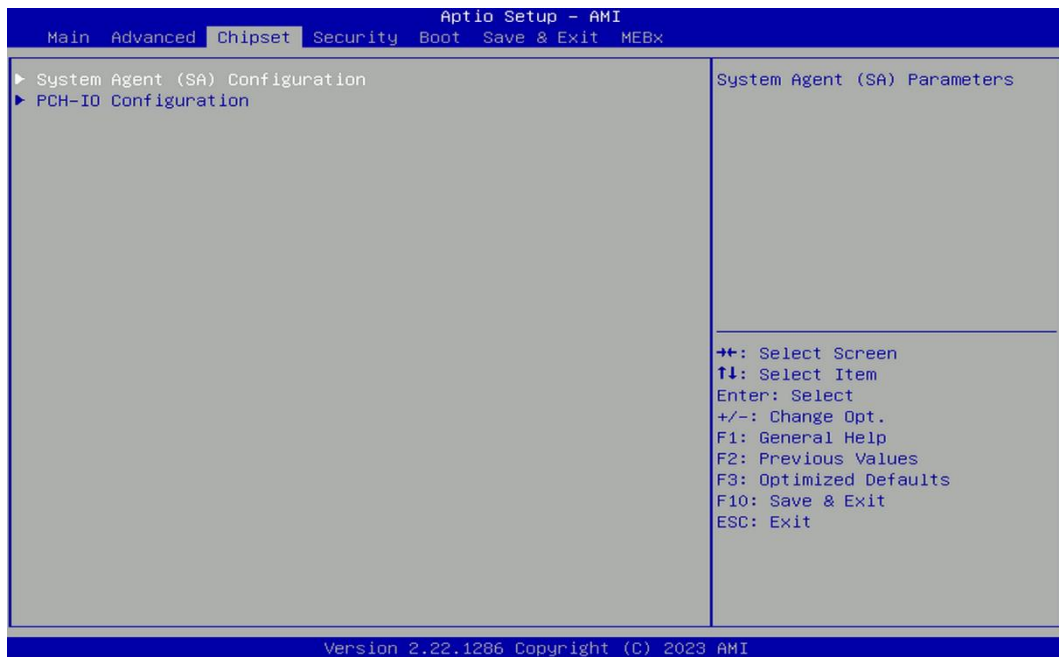 Aptio Setup – AMI
Main Advanced Chipset Security Boot Save & Exit MEBx
▶ System Agent (SA) Configuration
▶ PCH-IO Configuration
System Agent (SA) Parameters
→←: Select Screen
↑↓: Select Item
Enter: Select
+/-: Change Opt.
F1: General Help
F2: Previous Values
F3: Optimized Defaults
F10: Save & Exit
ESC: Exit
Version 2.22.1286 Copyright (C) 2023 AMI